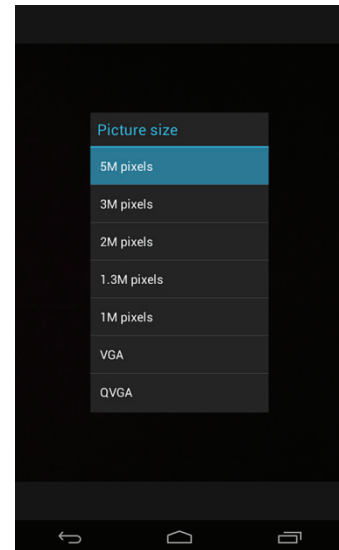 Picture size
5M pixels
3M pixels
2M pixels
1.3M pixels
1M pixels
VGA
QVGA